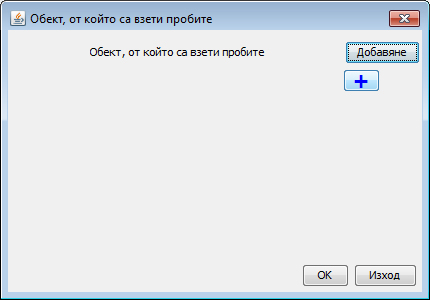 Обект, от който са взети пробите
Обект, от който са взети пробите Добавяне
+
OK Изход